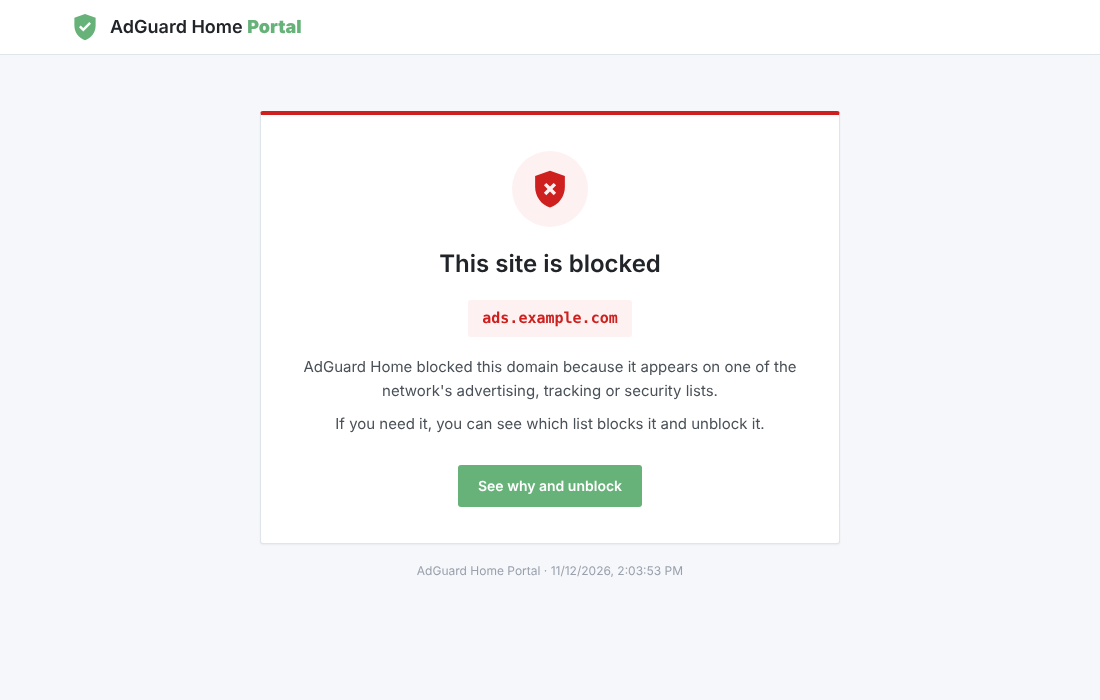 AdGuard Home Portal
This site is blocked
ads.example.com
AdGuard Home blocked this domain because it appears on one of the
network's advertising, tracking or security lists.
If you need it, you can see which list blocks it and unblock it.
See why and unblock
AdGuard Home Portal · 11/12/2026, 2:03:53 PM